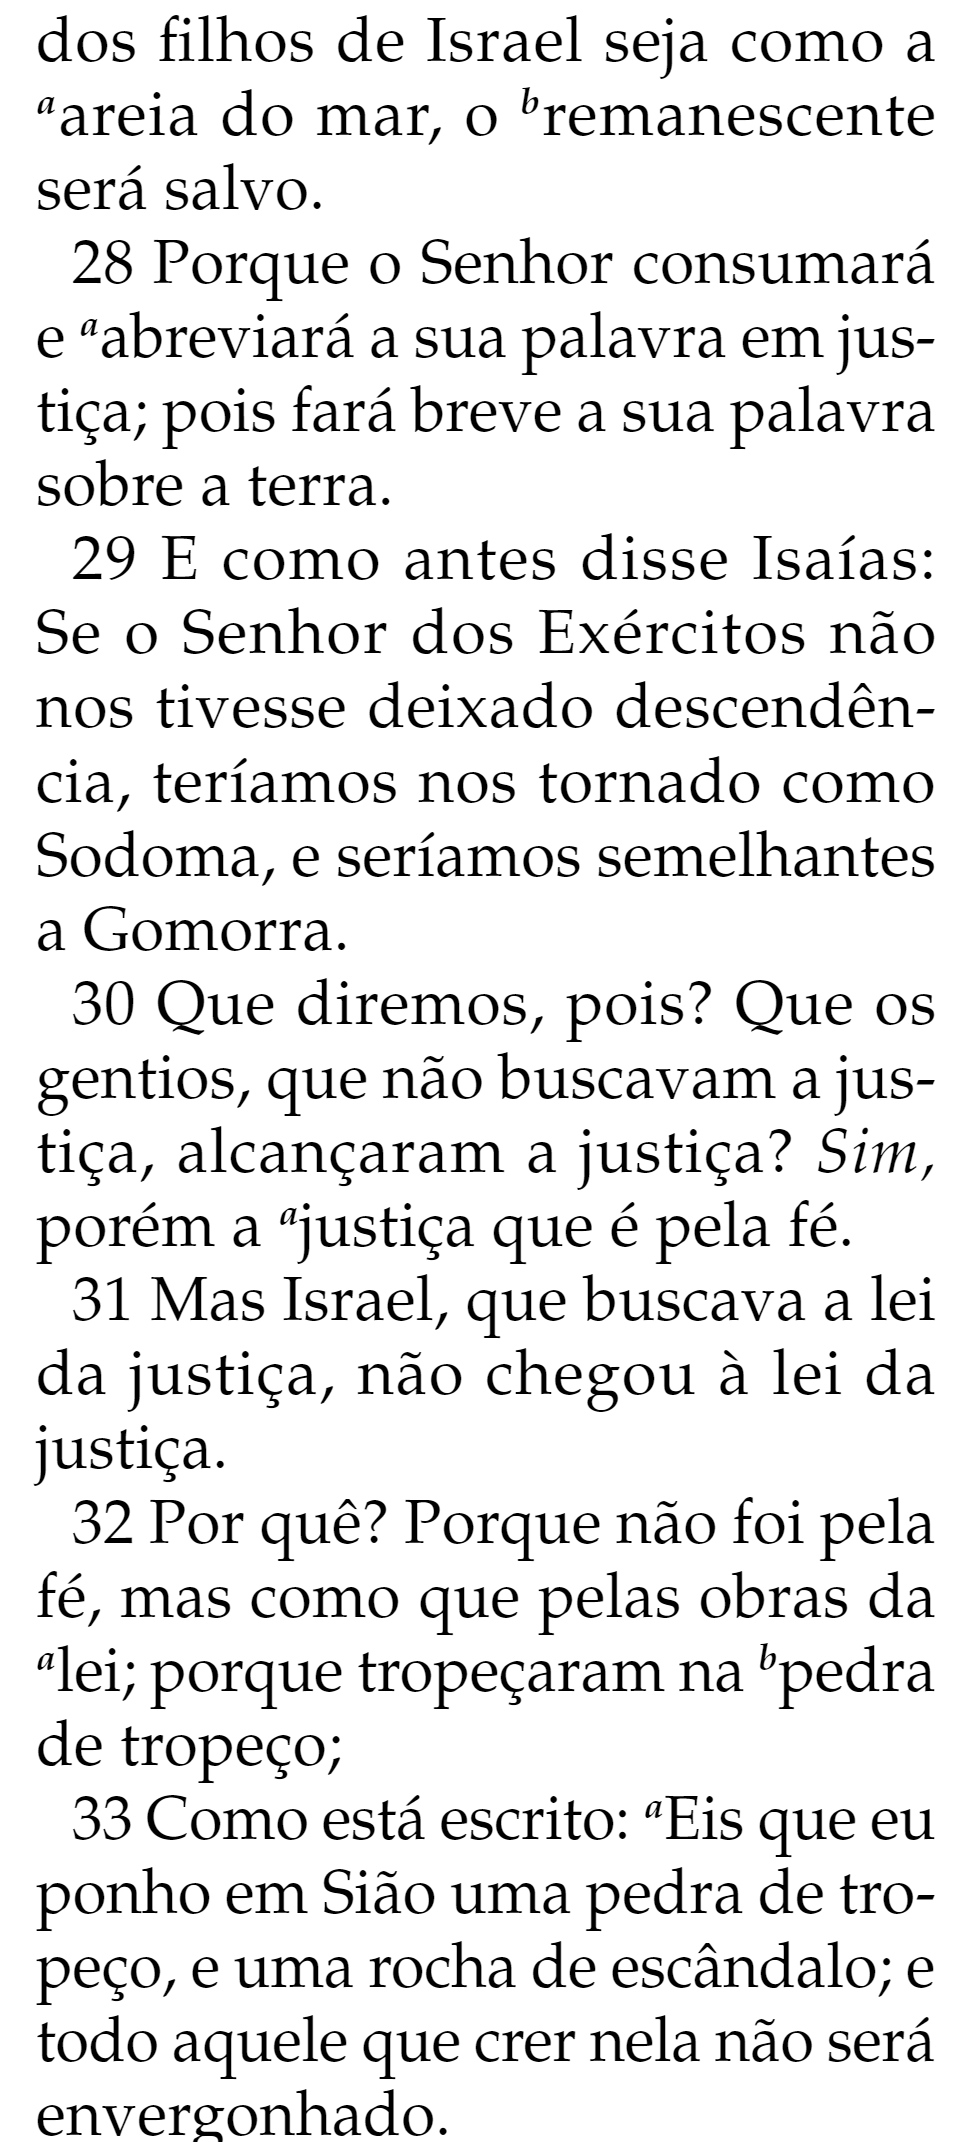 dos filhos de Israel seja como a
ᵃareia do mar, o ᵇremanescente
será salvo.
28 Porque o Senhor consumará
e ᵃabreviará a sua palavra em jus-
tiça; pois fará breve a sua palavra
sobre a terra.
29 E como antes disse Isaías:
Se o Senhor dos Exércitos não
nos tivesse deixado descendên-
cia, teríamos nos tornado como
Sodoma, e seríamos semelhantes
a Gomorra.
30 Que diremos, pois? Que os
gentios, que não buscavam a jus-
tiça, alcançaram a justiça? Sim,
porém a ᵃjustiça que é pela fé.
31 Mas Israel, que buscava a lei
da justiça, não chegou à lei da
justiça.
32 Por quê? Porque não foi pela
fé, mas como que pelas obras da
ᵃlei; porque tropeçaram na ᵇpedra
de tropeço;
33 Como está escrito: ᵃEis que eu
ponho em Sião uma pedra de tro-
peço, e uma rocha de escândalo; e
todo aquele que crer nela não será
envergonhado.